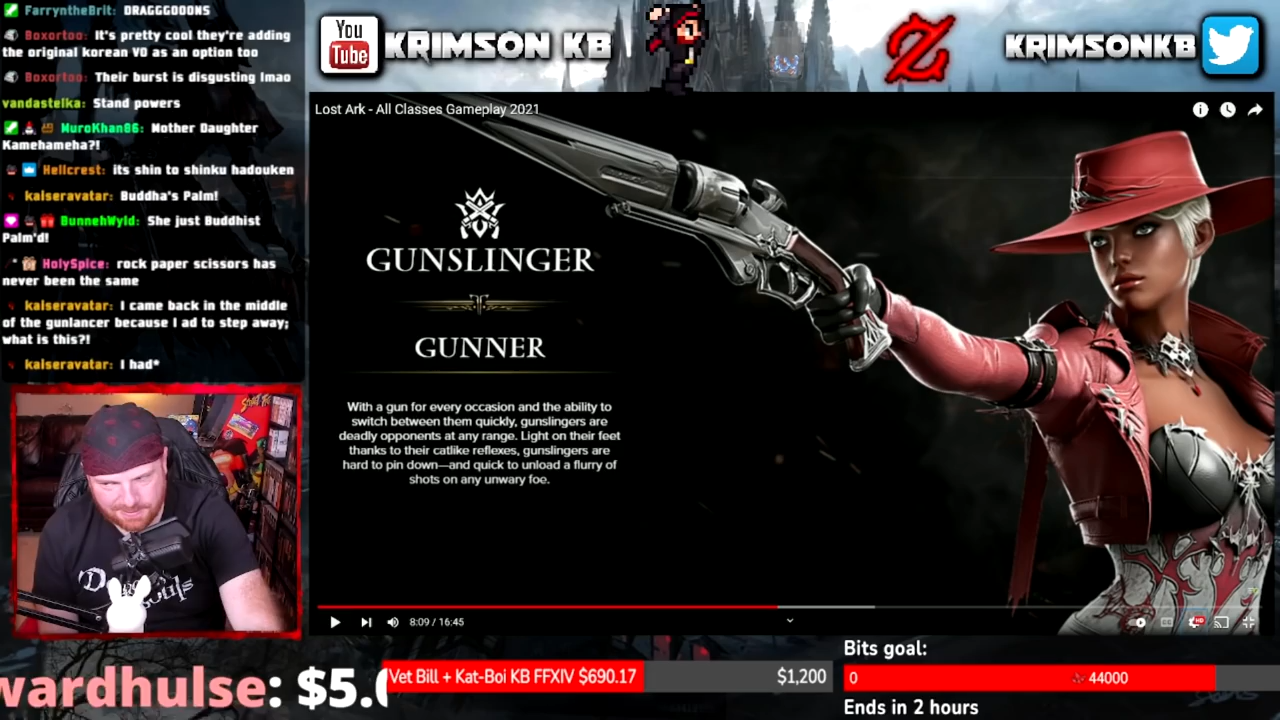 FarryntheBrit: DRAGGGOOONS
Boxortoo: It's pretty cool they're adding
the original korean VO as an option too
Boxortoo: Their burst is disgusting lmao
vandastelka: Stand powers
MuroKhan86: Mother Daughter
Kamehameha?!
Hellcrest: its shin to shinku hadouken
kaiseravatar: Buddha's Palm!
BunnehWyld: She just Buddhist
Palm'd!
HolySpice: rock paper scissors has
never been the same
kaiseravatar: I came back in the middle
of the gunlancer because I ad to step away;
what is this?!
kaiseravatar: I had*
You
Tube
KRIMSON KB
KRIMSONKB
Lost Ark - All Classes Gameplay 2021
GUNSLINGER
GUNNER
With a gun for every occasion and the ability to
switch between them quickly, gunslingers are
deadly opponents at any range. Light on their feet
thanks to their catlike reflexes, gunslingers are
hard to pin down—and quick to unload a flurry of
shots on any unwary foe.
8:09 / 16:45
HD
wardhulse: $5.0
Vet Bill + Kat-Boi KB FFXIV $690.17
$1,200
Bits goal:
0
44000
Ends in 2 hours